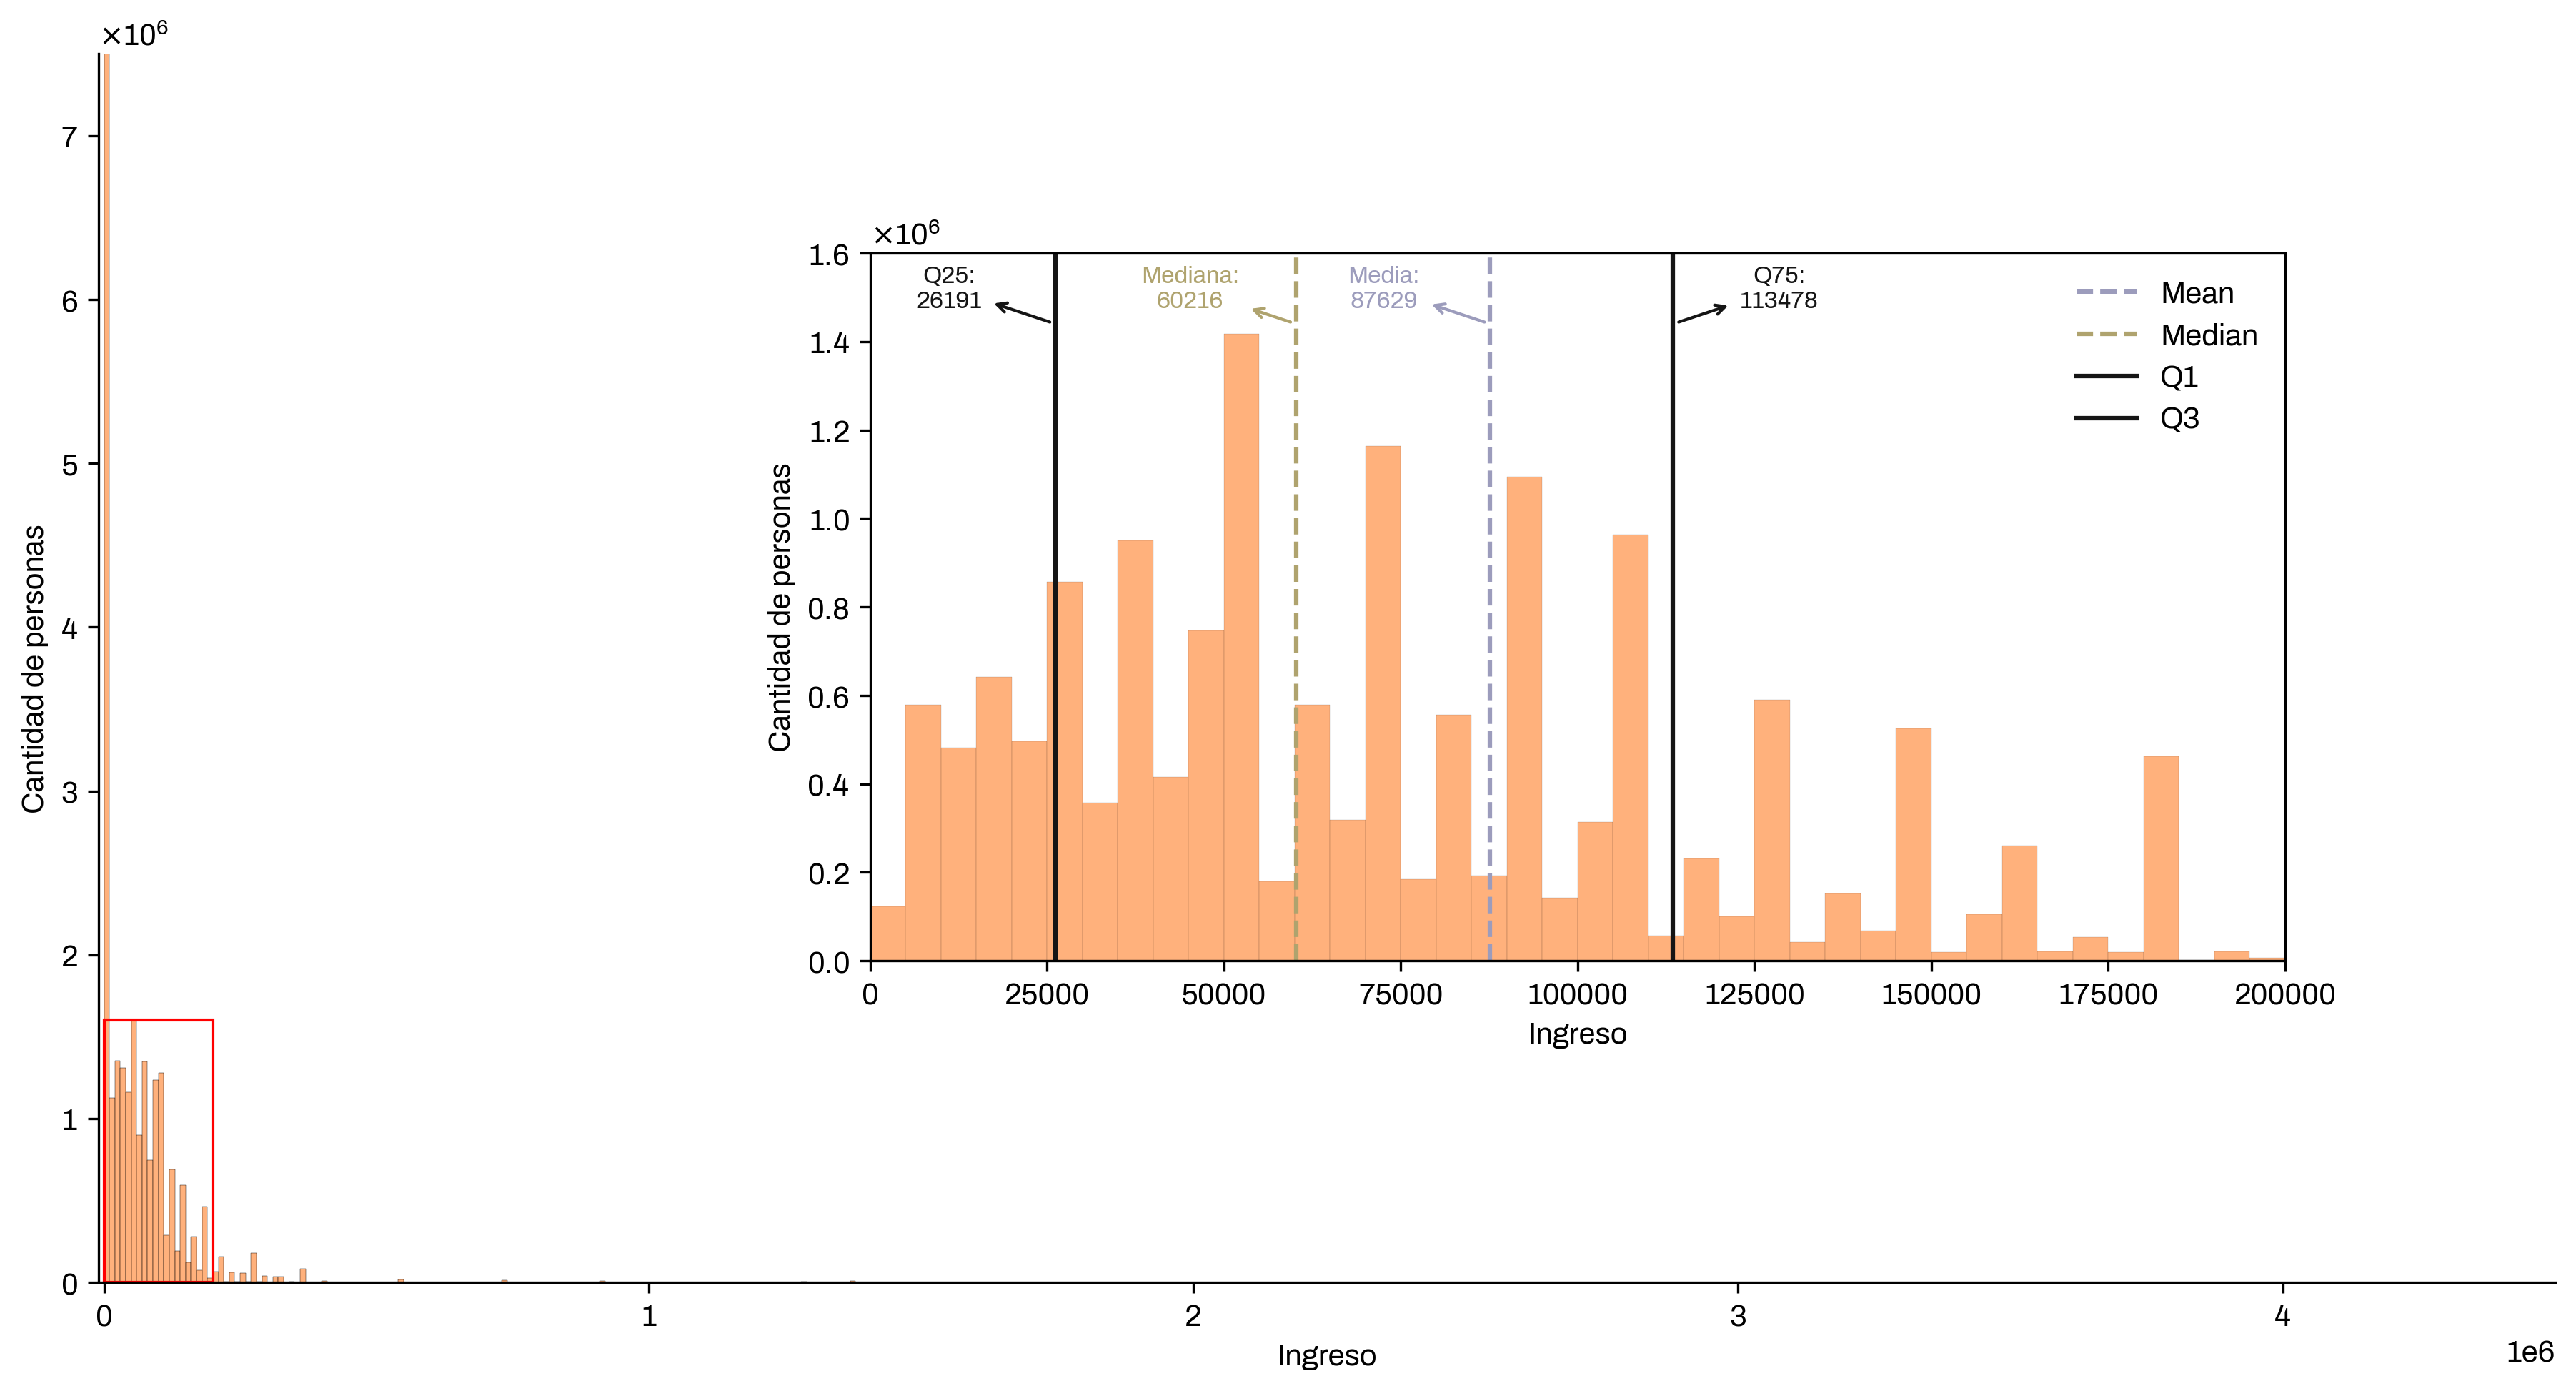 ×10⁶
7
6
5
4
3
2
1
0
Cantidad de personas
0
1
2
3
4
Ingreso
1e6
×10⁶
1.6
1.4
1.2
1.0
0.8
0.6
0.4
0.2
0.0
Cantidad de personas
Q25:
26191
Mediana:
60216
Media:
87629
Q75:
113478
Mean
Median
Q1
Q3
0
25000
50000
75000
100000
125000
150000
175000
200000
Ingreso